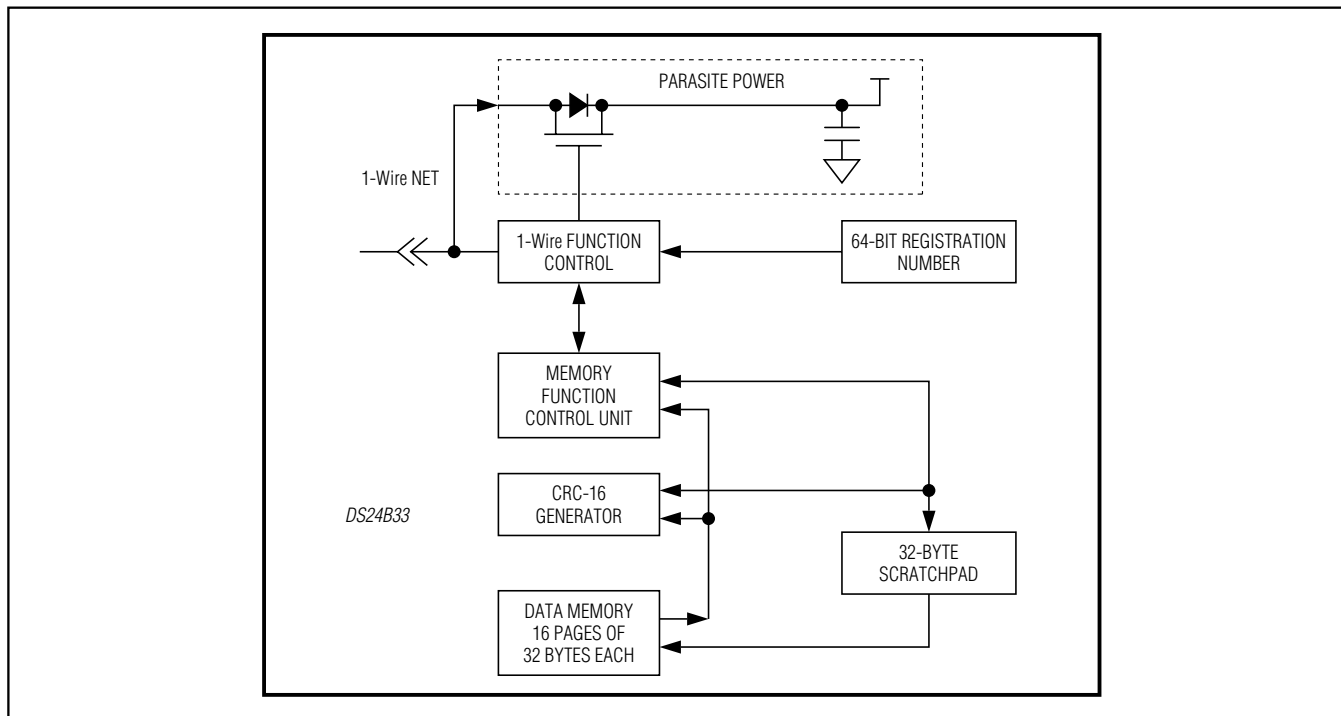 PARASITE POWER
1-Wire NET
1-Wire FUNCTION
CONTROL
64-BIT REGISTRATION
NUMBER
MEMORY
FUNCTION
CONTROL UNIT
CRC-16
GENERATOR
DS24B33
32-BYTE
SCRATCHPAD
DATA MEMORY
16 PAGES OF
32 BYTES EACH